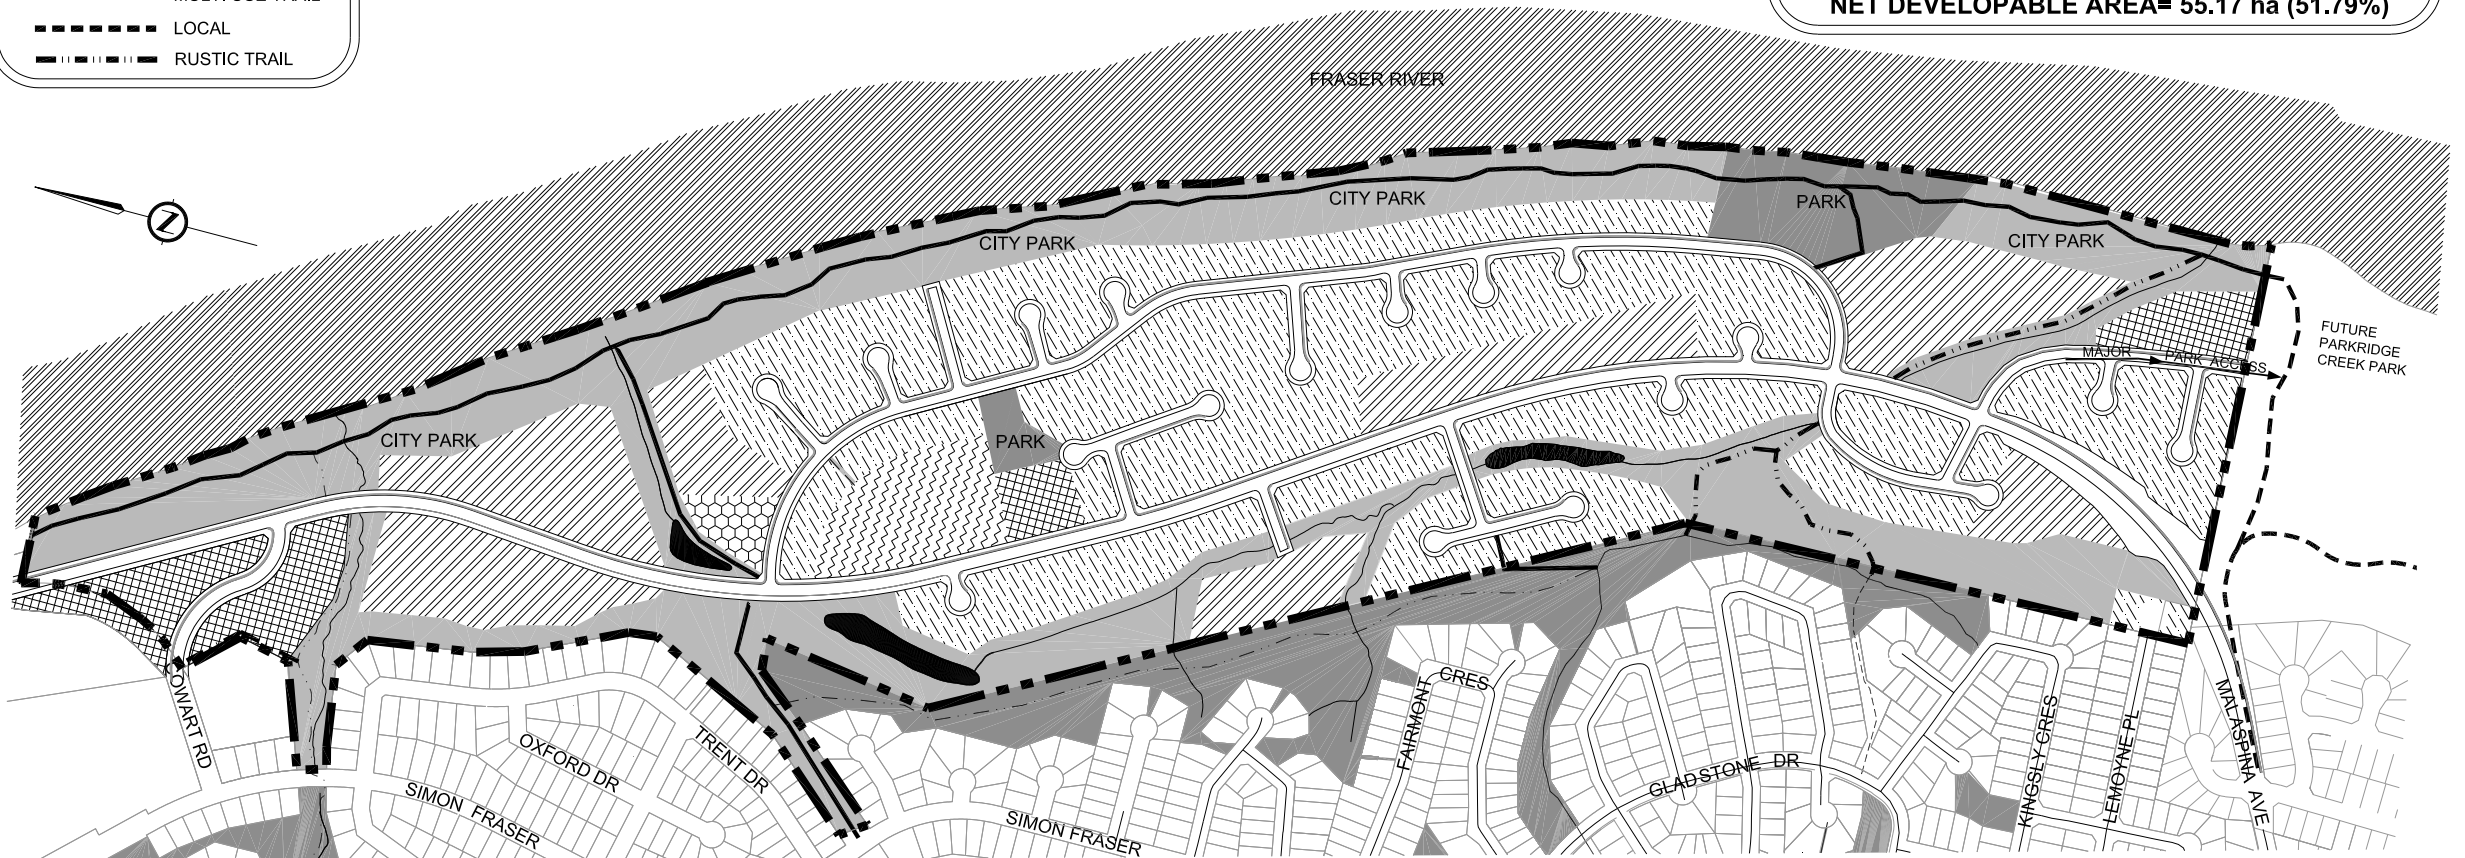 LOCAL
RUSTIC TRAIL
NET DEVELOPABLE AREA= 55.17 ha (51.79%)
FRASER RIVER
CITY PARK
PARK
CITY PARK
CITY PARK
FUTURE
PARKRIDGE
CREEK PARK
MAJOR PARK ACCESS
CITY PARK
PARK
OWART RD
OXFORD DR
TRENT DR
SIMON FRASER
SIMON FRASER
FAIRMONT CRES
GLADSTONE DR
KINGSLY CRES
LEMOYNE PL
MALASPINA AVE